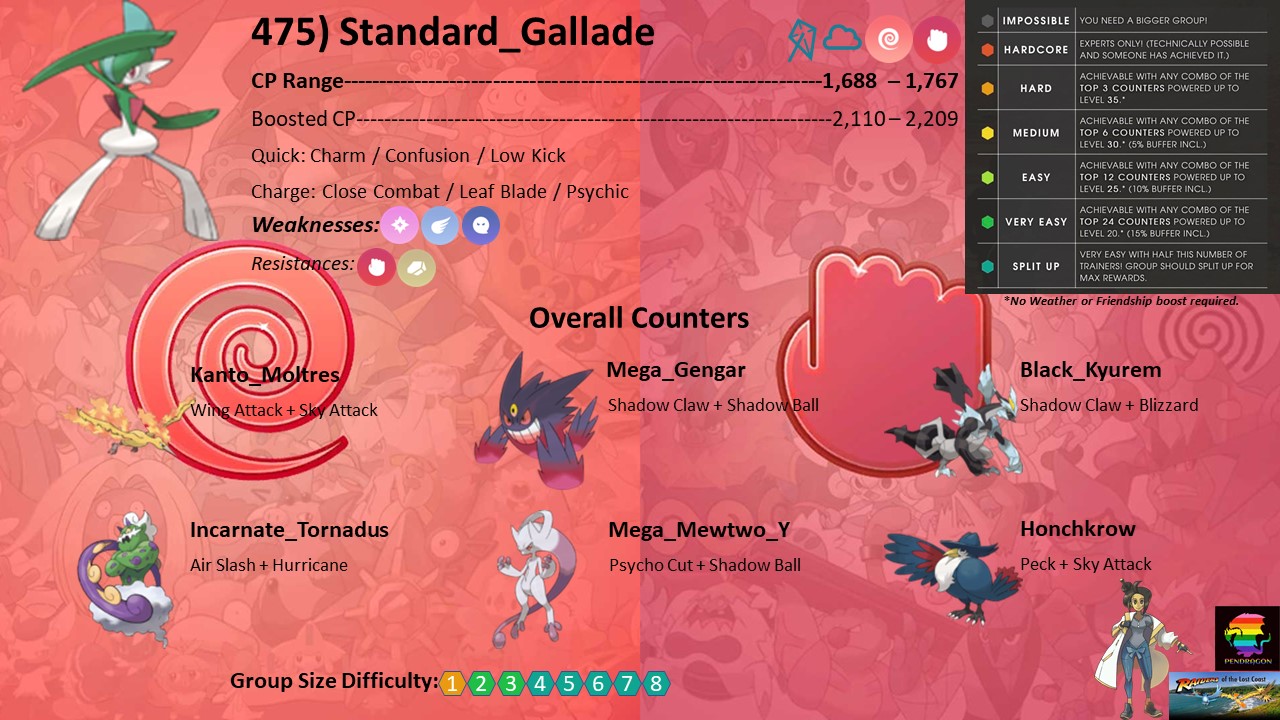 475) Standard_Gallade
CP Range--------------------------------------------------------------------1,688 – 1,767
Boosted CP--------------------------------------------------------------------2,110 – 2,209
Quick: Charm / Confusion / Low Kick
Charge: Close Combat / Leaf Blade / Psychic
Weaknesses:
Resistances:
IMPOSSIBLE YOU NEED A BIGGER GROUP!
HARDCORE EXPERTS ONLY! (TECHNICALLY POSSIBLE
AND SOMEONE HAS ACHIEVED IT.)
HARD ACHIEVABLE WITH ANY COMBO OF THE
TOP 3 COUNTERS POWERED UP TO
LEVEL 35.*
MEDIUM ACHIEVABLE WITH ANY COMBO OF THE
TOP 6 COUNTERS POWERED UP TO
LEVEL 30.* (5% BUFFER INCL.)
EASY ACHIEVABLE WITH ANY COMBO OF THE
TOP 12 COUNTERS POWERED UP TO
LEVEL 25.* (10% BUFFER INCL.)
VERY EASY ACHIEVABLE WITH ANY COMBO OF THE
TOP 24 COUNTERS POWERED UP TO
LEVEL 20.* (15% BUFFER INCL.)
SPLIT UP VERY EASY WITH HALF THIS NUMBER OF
TRAINERS! GROUP SHOULD SPLIT UP FOR
MAX REWARDS.
*No Weather or Friendship boost required.
Overall Counters
Kanto_Moltres
Wing Attack + Sky Attack
Mega_Gengar
Shadow Claw + Shadow Ball
Black_Kyurem
Shadow Claw + Blizzard
Incarnate_Tornadus
Air Slash + Hurricane
Mega_Mewtwo_Y
Psycho Cut + Shadow Ball
Honchkrow
Peck + Sky Attack
Group Size Difficulty: 1 2 3 4 5 6 7 8
PENDRAGON
RAIDERS of the Lost Coast